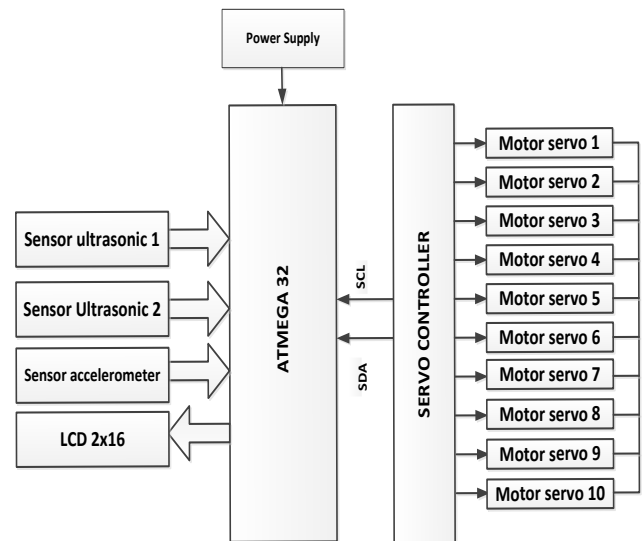 Power Supply
Sensor ultrasonic 1
Sensor Ultrasonic 2
Sensor accelerometer
LCD 2x16
ATMEGA 32
SCL
SDA
SERVO CONTROLLER
Motor servo 1
Motor servo 2
Motor servo 3
Motor servo 4
Motor servo 5
Motor servo 6
Motor servo 7
Motor servo 8
Motor servo 9
Motor servo 10